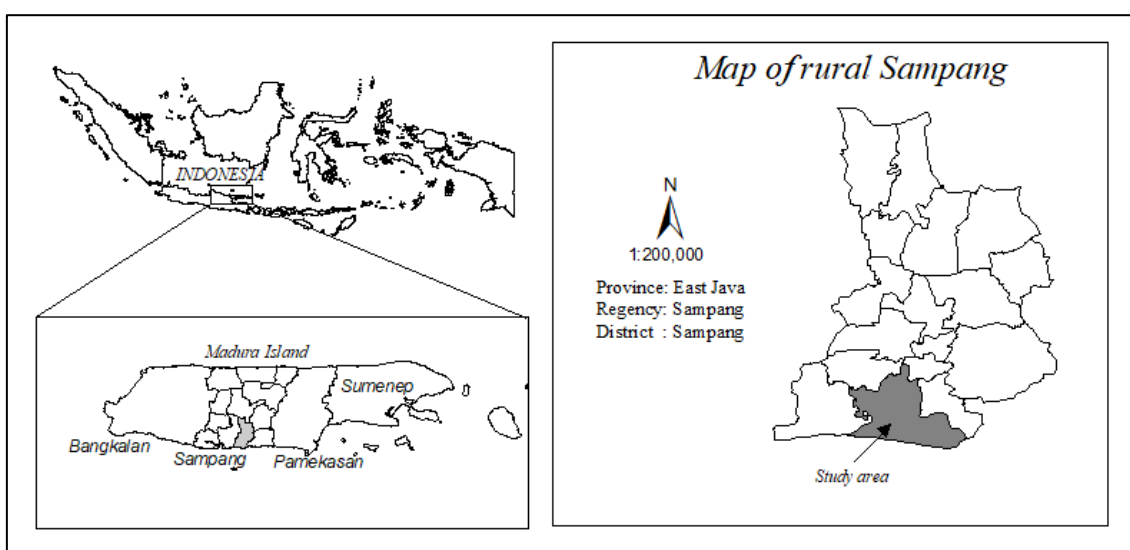 INDONESIA
Madura Island
Sumenep
Bangkalan
Sampang
Pamekasan
Map of rural Sampang
N
1:200,000
Province: East Java
Regency: Sampang
District : Sampang
Study area